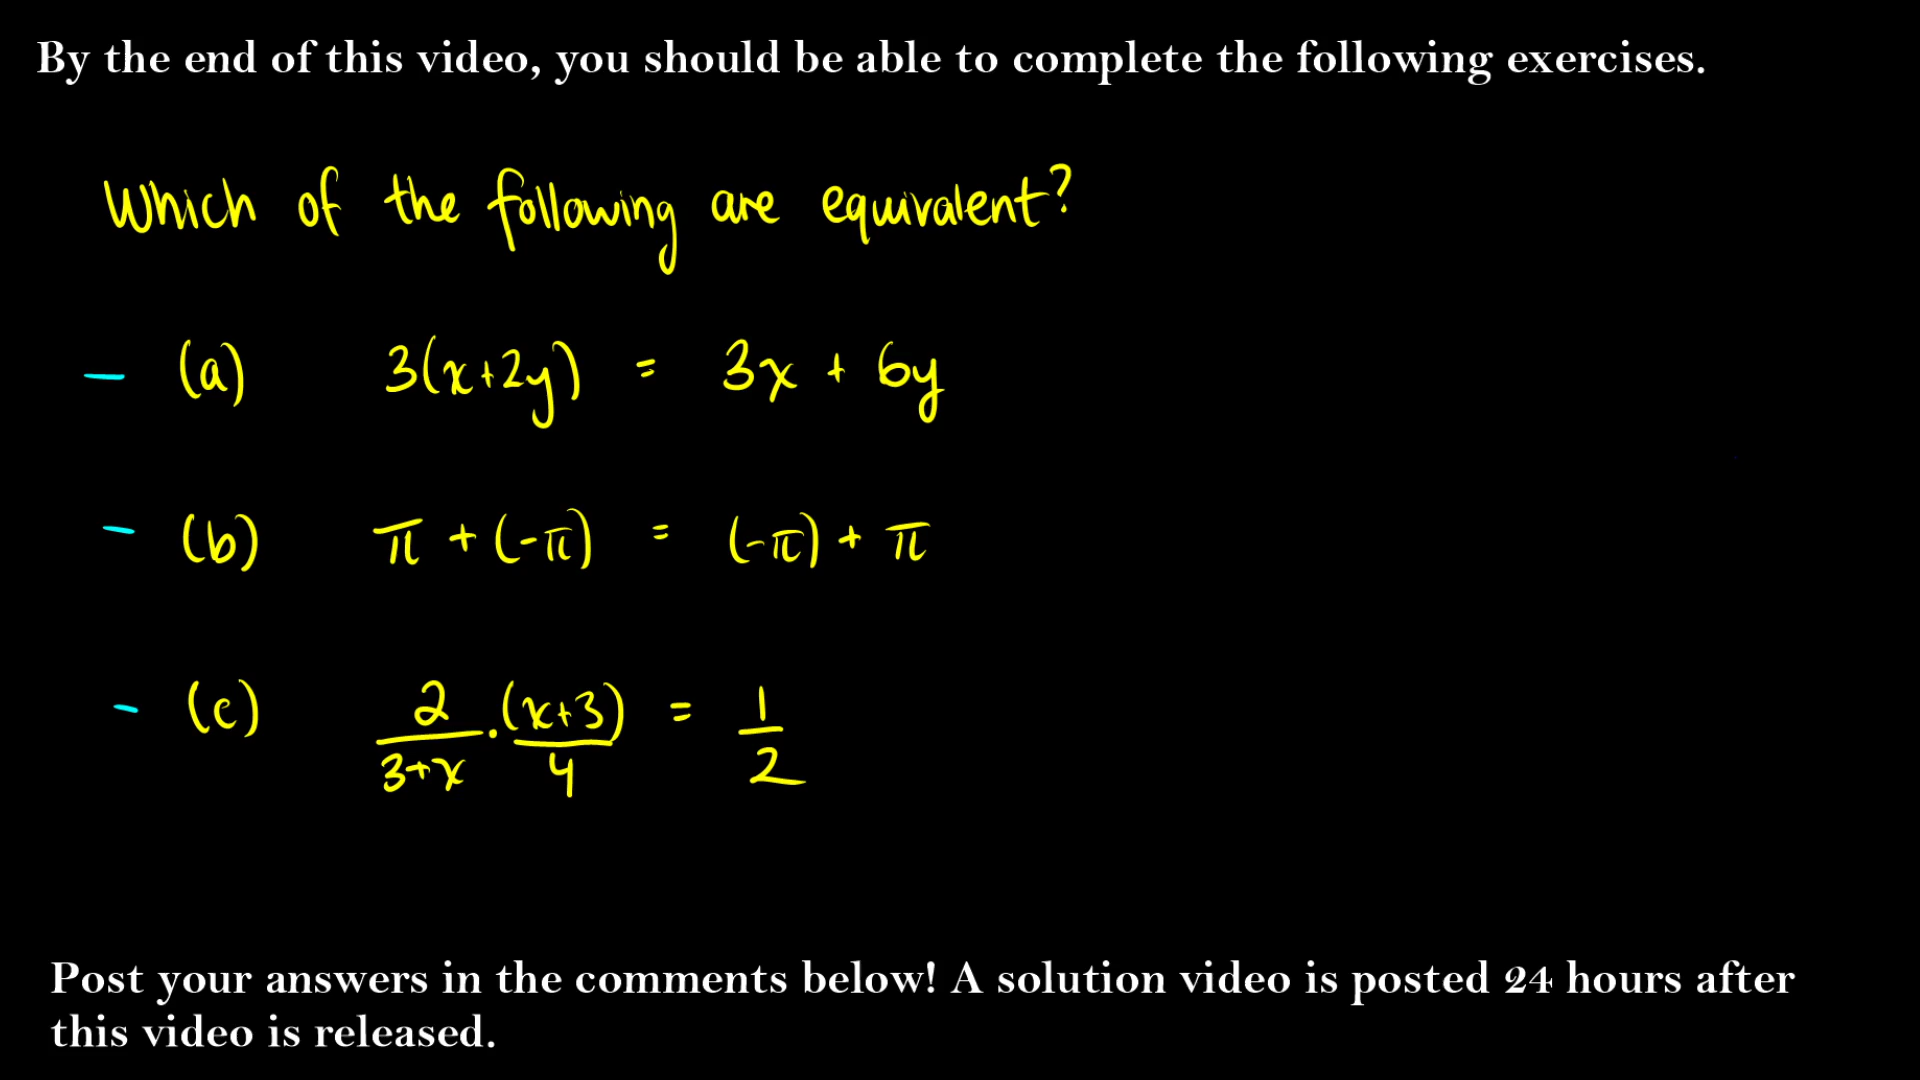 By the end of this video, you should be able to complete the following exercises.
Which of the following are equivalent?
- (a) 3(x+2y) = 3x + 6y
- (b) π + (-π) = (-π) + π
- (c) 2/(3+x) · (x+3)/4 = 1/2
Post your answers in the comments below! A solution video is posted 24 hours after
this video is released.